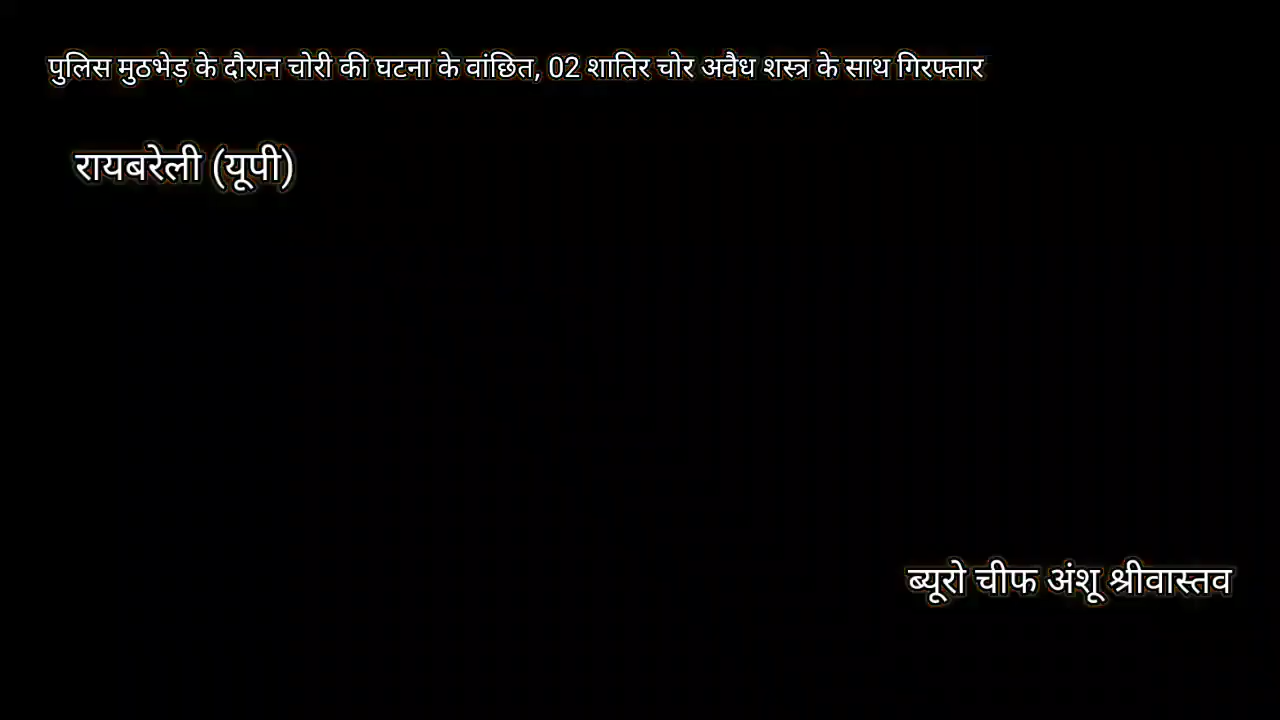 पुलिस मुठभेड़ के दौरान चोरी की घटना के वांछित, 02 शातिर चोर अवैध शस्त्र के साथ गिरफ्तार
रायबरेली (यूपी)
ब्यूरो चीफ अंशू श्रीवास्तव